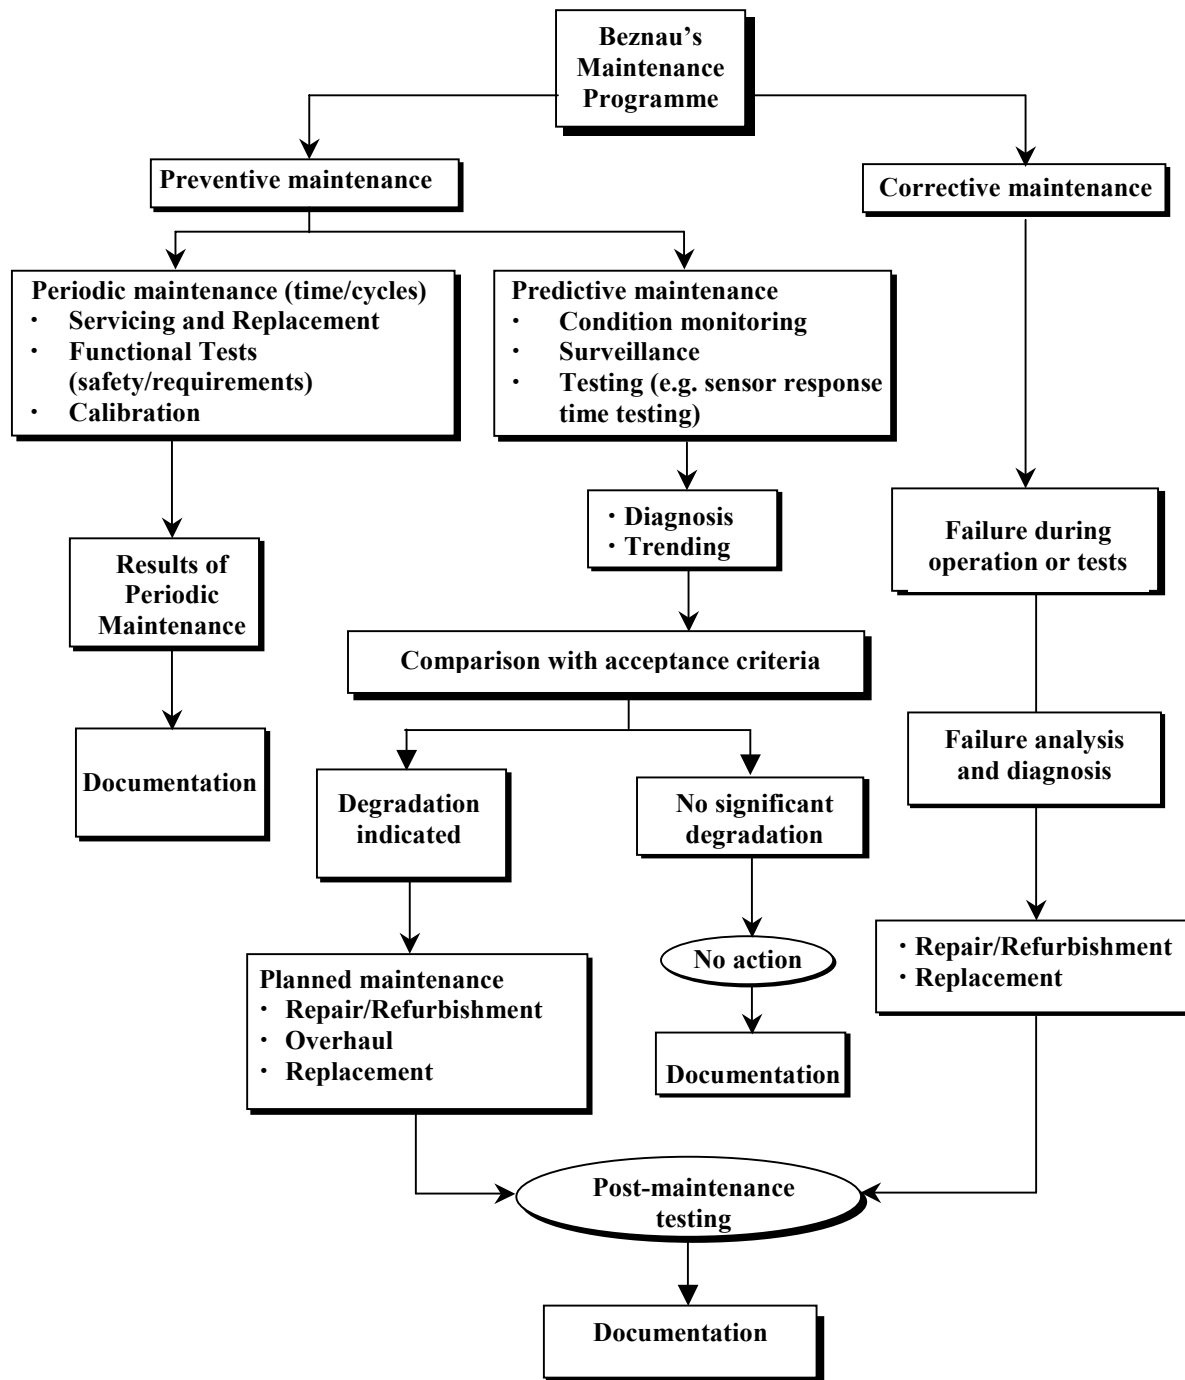 Beznau’s
Maintenance
Programme
Preventive maintenance
Corrective maintenance
Periodic maintenance (time/cycles)
· Servicing and Replacement
· Functional Tests
(safety/requirements)
· Calibration
Predictive maintenance
· Condition monitoring
· Surveillance
· Testing (e.g. sensor response
time testing)
· Diagnosis
· Trending
Failure during
operation or tests
Results of
Periodic
Maintenance
Comparison with acceptance criteria
Failure analysis
and diagnosis
Documentation
Degradation
indicated
No significant
degradation
No action
· Repair/Refurbishment
· Replacement
Planned maintenance
· Repair/Refurbishment
· Overhaul
· Replacement
Documentation
Post-maintenance
testing
Documentation